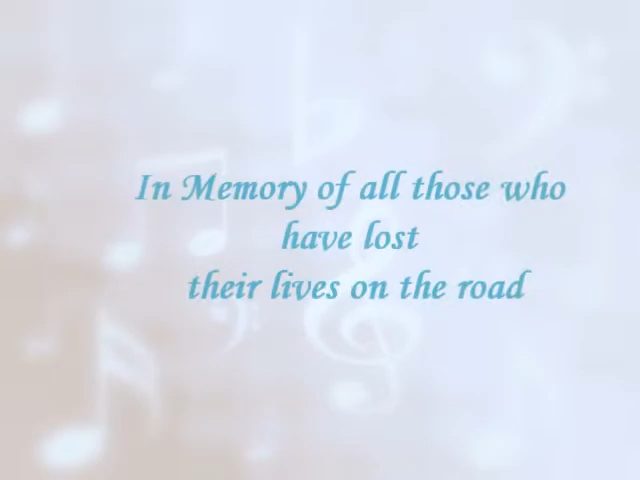 In Memory of all those who
have lost
their lives on the road